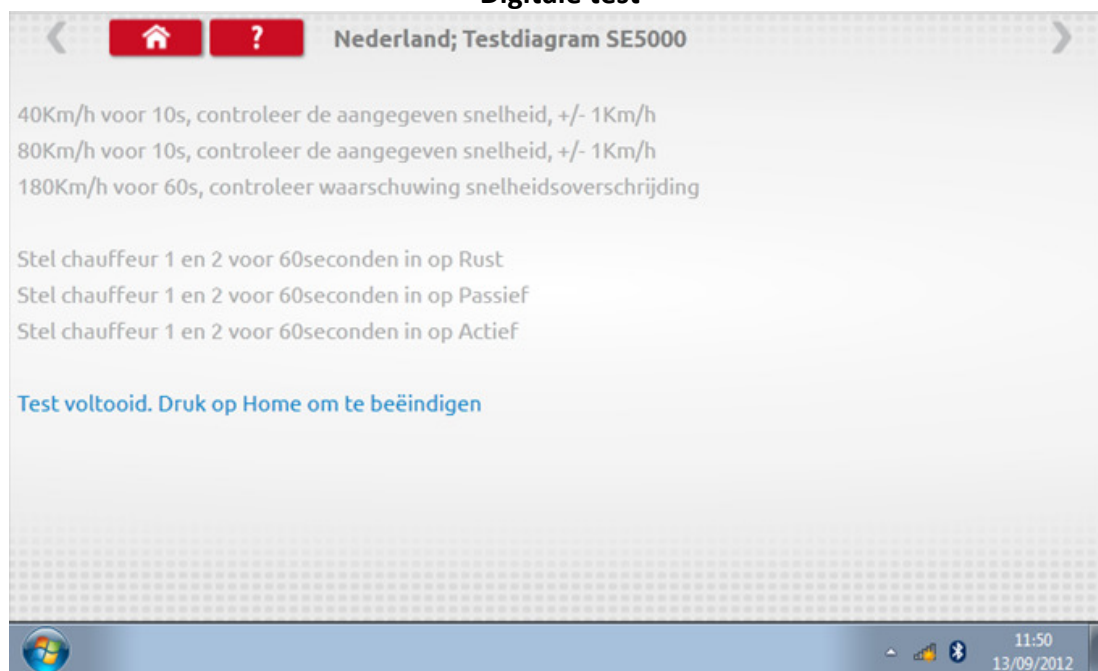 Digitale test
? Nederland; Testdiagram SE5000
40Km/h voor 10s, controleer de aangegeven snelheid, +/- 1Km/h
80Km/h voor 10s, controleer de aangegeven snelheid, +/- 1Km/h
180Km/h voor 60s, controleer waarschuwing snelheidsoverschrijding
Stel chauffeur 1 en 2 voor 60seconden in op Rust
Stel chauffeur 1 en 2 voor 60seconden in op Passief
Stel chauffeur 1 en 2 voor 60seconden in op Actief
Test voltooid. Druk op Home om te beëindigen
11:50
13/09/2012